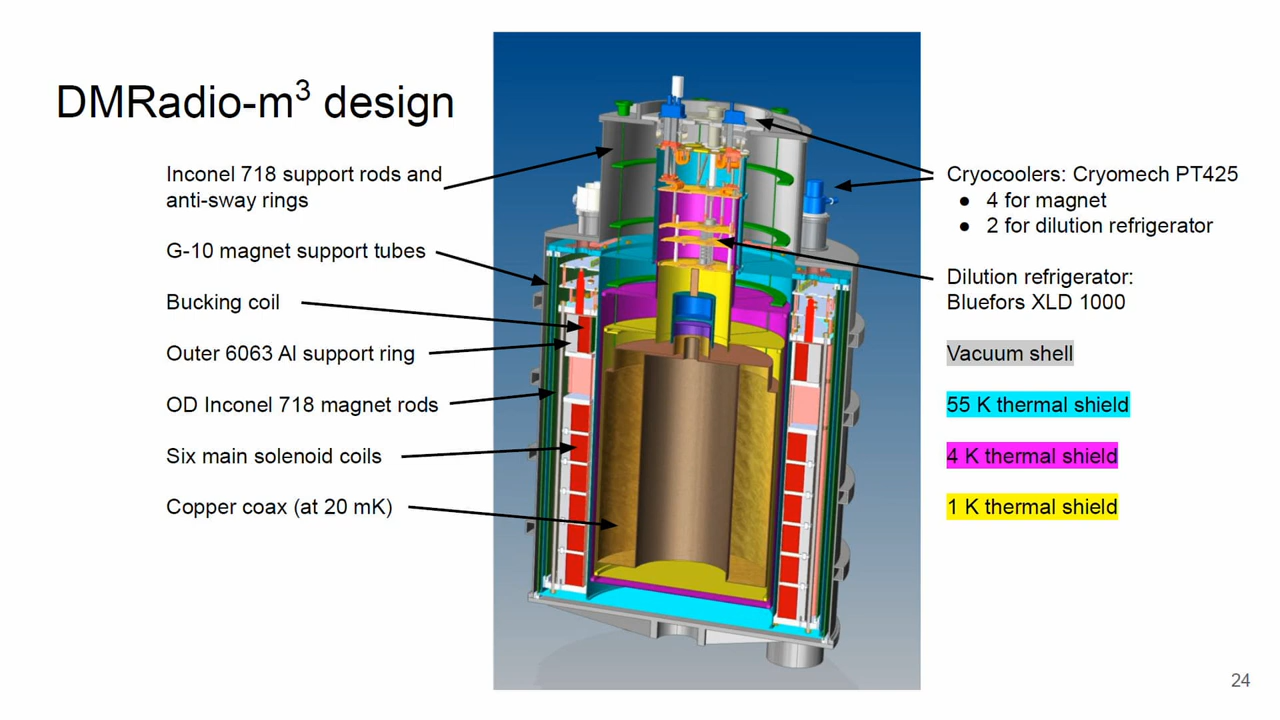 DMRadio-m³ design
Inconel 718 support rods and
anti-sway rings
G-10 magnet support tubes
Bucking coil
Outer 6063 Al support ring
OD Inconel 718 magnet rods
Six main solenoid coils
Copper coax (at 20 mK)
Cryocoolers: Cryomech PT425
● 4 for magnet
● 2 for dilution refrigerator
Dilution refrigerator:
Bluefors XLD 1000
Vacuum shell
55 K thermal shield
4 K thermal shield
1 K thermal shield
24